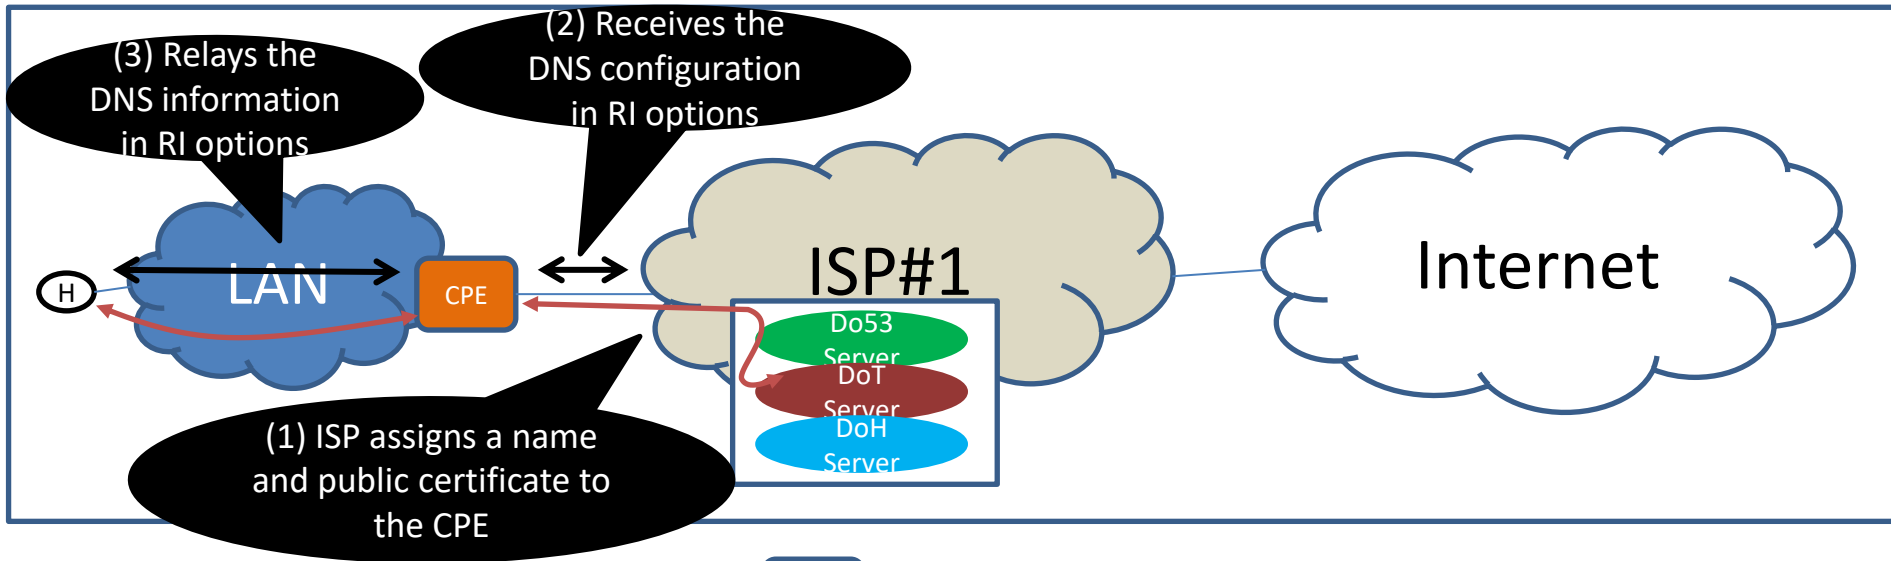 (2) Receives the
DNS configuration
in RI options
(3) Relays the
DNS information
in RI options
H
LAN
CPE
ISP#1
Internet
Do53
Server
DoT
Server
DoH
Server
(1) ISP assigns a name
and public certificate to
the CPE